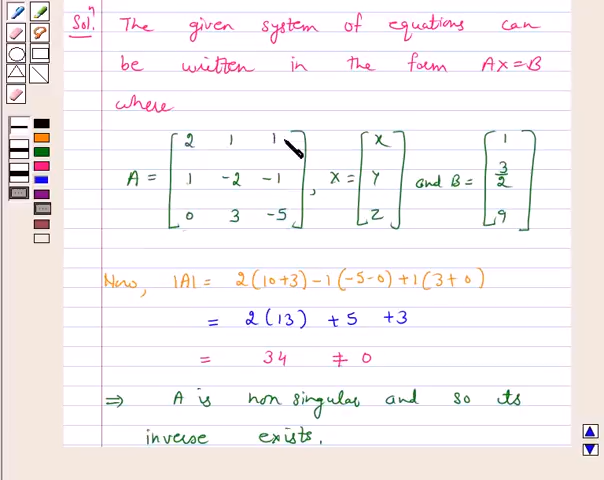 Solⁿ. The given system of equations can
be written in the form AX=B
where
A = [2 1 1; 1 -2 -1; 0 3 -5], X = [x; y; z] and B = [1; 3/2; 9]
Now, |A| = 2(10+3)-1(-5-0)+1(3+0)
= 2(13) +5 +3
= 34 ≠ 0
⇒ A is non singular and so its
inverse exists.